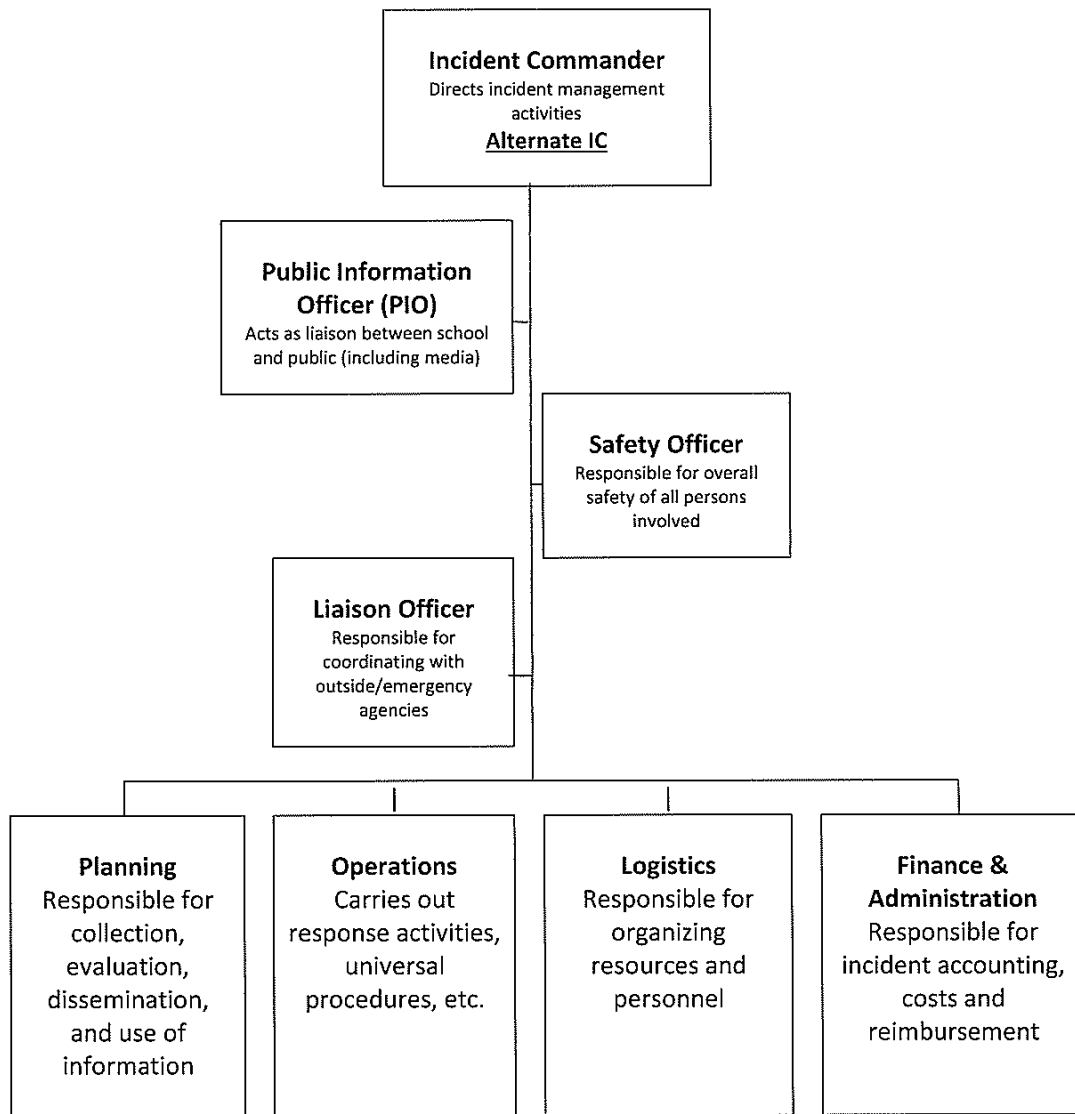 Incident Commander
Directs incident management
activities
Alternate IC
Public Information
Officer (PIO)
Acts as liaison between school
and public (including media)
Safety Officer
Responsible for overall
safety of all persons
involved
Liaison Officer
Responsible for
coordinating with
outside/emergency
agencies
Planning
Responsible for
collection,
evaluation,
dissemination,
and use of
information
Operations
Carries out
response activities,
universal
procedures, etc.
Logistics
Responsible for
organizing
resources and
personnel
Finance &
Administration
Responsible for
incident accounting,
costs and
reimbursement